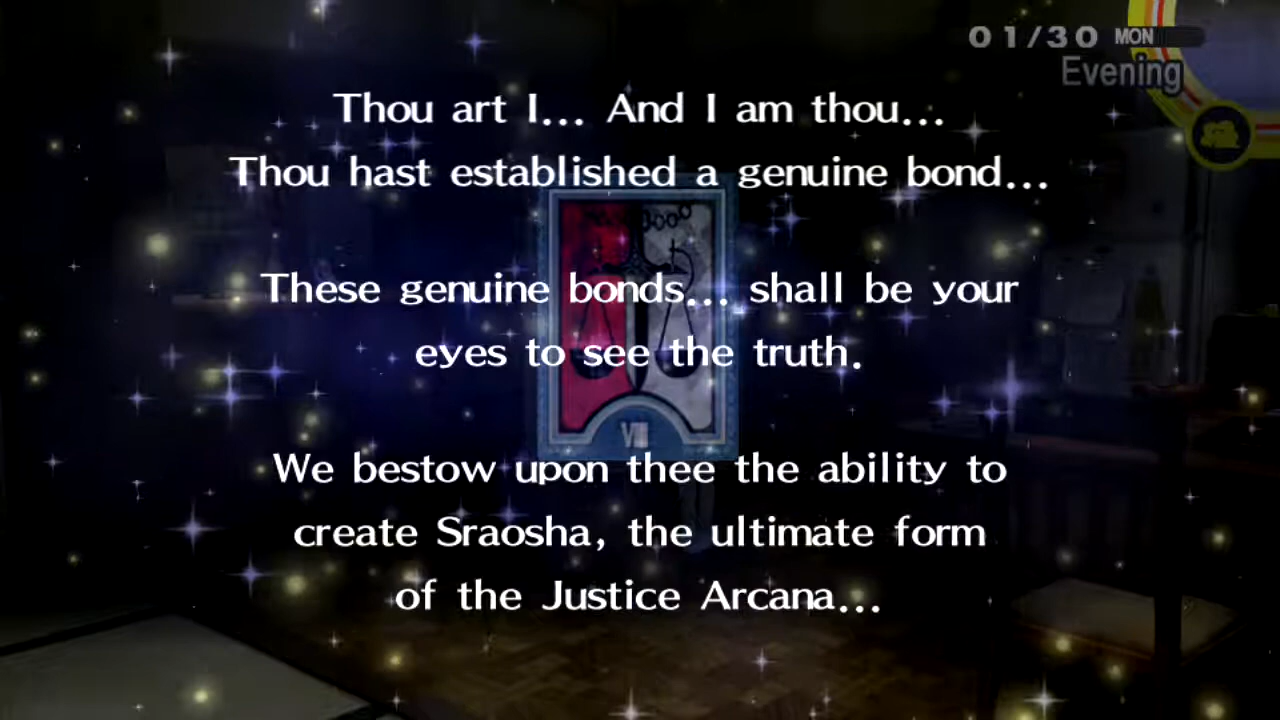 01/30 MON
Evening
Thou art I... And I am thou...
Thou hast established a genuine bond...
These genuine bonds... shall be your
eyes to see the truth.
VIII
We bestow upon thee the ability to
create Sraosha, the ultimate form
of the Justice Arcana...